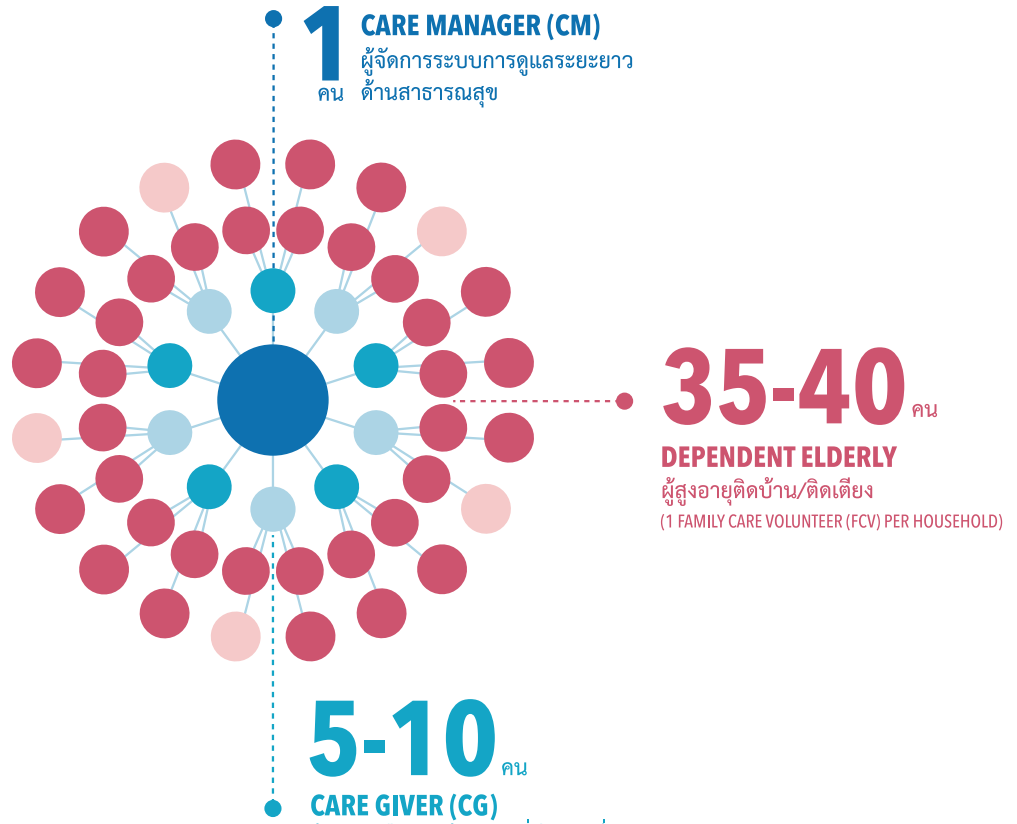 1 คน
CARE MANAGER (CM)
ผู้จัดการระบบการดูแลระยะยาว
ด้านสาธารณสุข
35-40 คน
DEPENDENT ELDERLY
ผู้สูงอายุติดบ้าน/ติดเตียง
(1 FAMILY CARE VOLUNTEER (FCV) PER HOUSEHOLD)
5-10 คน
CARE GIVER (CG)